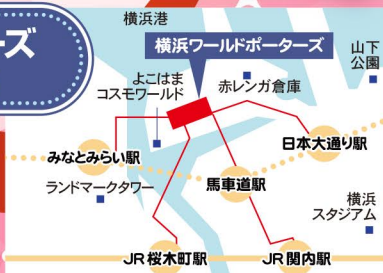 横浜港
ーズ
横浜ワールドポーターズ
山下
公園
よこはま
コスモワールド
赤レンガ倉庫
日本大通り駅
みなとみらい駅
馬車道駅
ランドマークタワー
横浜
スタジアム
JR桜木町駅
JR関内駅